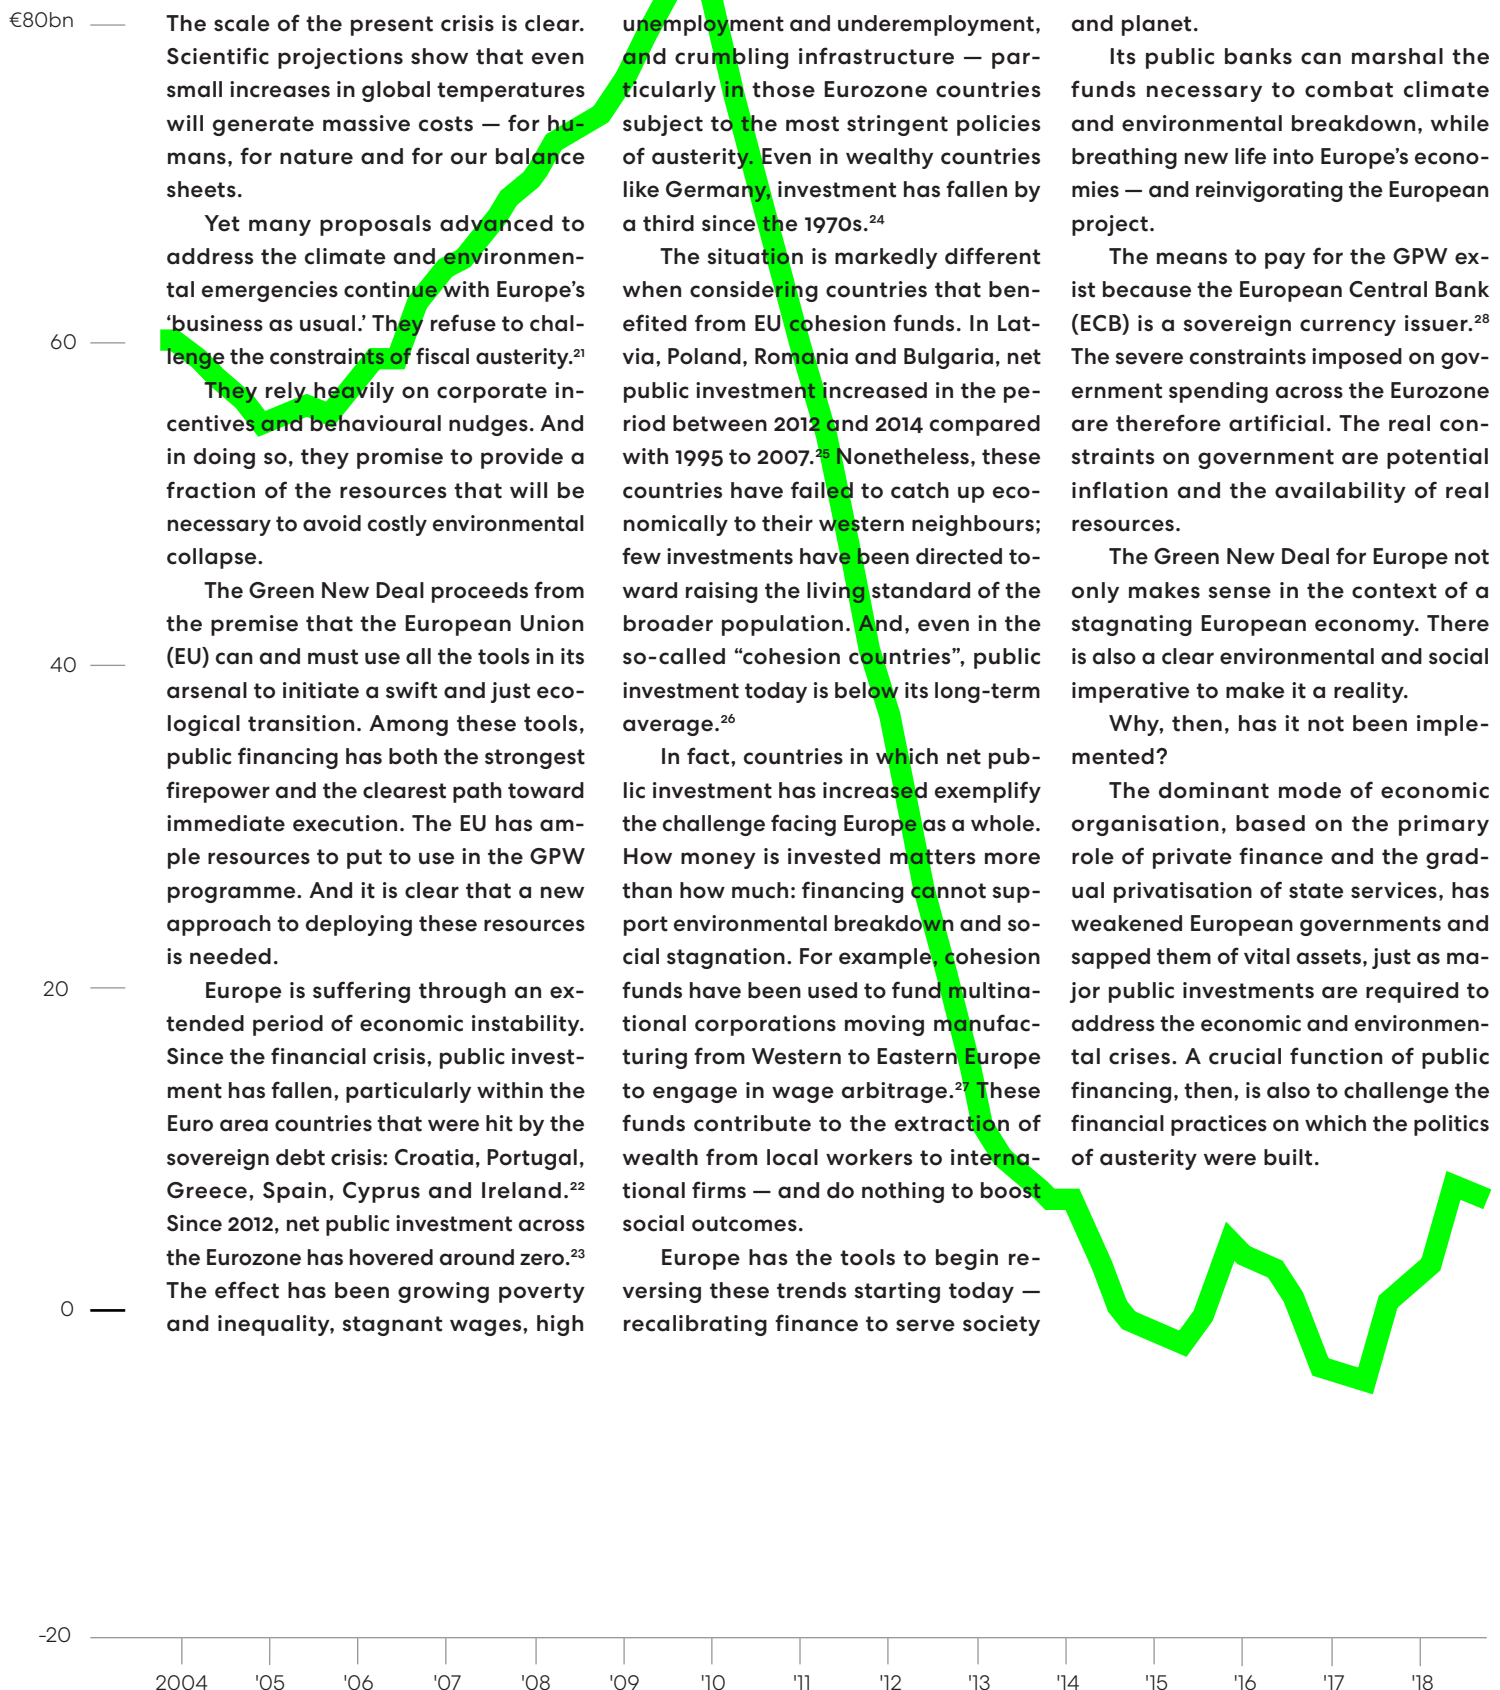 €80bn
60
40
20
0
-20
The scale of the present crisis is clear.
Scientific projections show that even
small increases in global temperatures
will generate massive costs — for hu-
mans, for nature and for our balance
sheets.
Yet many proposals advanced to
address the climate and environmen-
tal emergencies continue with Europe’s
‘business as usual.’ They refuse to chal-
lenge the constraints of fiscal austerity.²¹
They rely heavily on corporate in-
centives and behavioural nudges. And
in doing so, they promise to provide a
fraction of the resources that will be
necessary to avoid costly environmental
collapse.
The Green New Deal proceeds from
the premise that the European Union
(EU) can and must use all the tools in its
arsenal to initiate a swift and just eco-
logical transition. Among these tools,
public financing has both the strongest
firepower and the clearest path toward
immediate execution. The EU has am-
ple resources to put to use in the GPW
programme. And it is clear that a new
approach to deploying these resources
is needed.
Europe is suffering through an ex-
tended period of economic instability.
Since the financial crisis, public invest-
ment has fallen, particularly within the
Euro area countries that were hit by the
sovereign debt crisis: Croatia, Portugal,
Greece, Spain, Cyprus and Ireland.²²
Since 2012, net public investment across
the Eurozone has hovered around zero.²³
The effect has been growing poverty
and inequality, stagnant wages, high
unemployment and underemployment,
and crumbling infrastructure — par-
ticularly in those Eurozone countries
subject to the most stringent policies
of austerity. Even in wealthy countries
like Germany, investment has fallen by
a third since the 1970s.²⁴
The situation is markedly different
when considering countries that ben-
efited from EU cohesion funds. In Lat-
via, Poland, Romania and Bulgaria, net
public investment increased in the pe-
riod between 2012 and 2014 compared
with 1995 to 2007.²⁵ Nonetheless, these
countries have failed to catch up eco-
nomically to their western neighbours;
few investments have been directed to-
ward raising the living standard of the
broader population. And, even in the
so-called “cohesion countries”, public
investment today is below its long-term
average.²⁶
In fact, countries in which net pub-
lic investment has increased exemplify
the challenge facing Europe as a whole.
How money is invested matters more
than how much: financing cannot sup-
port environmental breakdown and so-
cial stagnation. For example, cohesion
funds have been used to fund multina-
tional corporations moving manufac-
turing from Western to Eastern Europe
to engage in wage arbitrage.²⁷ These
funds contribute to the extraction of
wealth from local workers to interna-
tional firms — and do nothing to boost
social outcomes.
Europe has the tools to begin re-
versing these trends starting today —
recalibrating finance to serve society
and planet.
Its public banks can marshal the
funds necessary to combat climate
and environmental breakdown, while
breathing new life into Europe’s econo-
mies — and reinvigorating the European
project.
The means to pay for the GPW ex-
ist because the European Central Bank
(ECB) is a sovereign currency issuer.²⁸
The severe constraints imposed on gov-
ernment spending across the Eurozone
are therefore artificial. The real con-
straints on government are potential
inflation and the availability of real
resources.
The Green New Deal for Europe not
only makes sense in the context of a
stagnating European economy. There
is also a clear environmental and social
imperative to make it a reality.
Why, then, has it not been imple-
mented?
The dominant mode of economic
organisation, based on the primary
role of private finance and the grad-
ual privatisation of state services, has
weakened European governments and
sapped them of vital assets, just as ma-
jor public investments are required to
address the economic and environmen-
tal crises. A crucial function of public
financing, then, is also to challenge the
financial practices on which the politics
of austerity were built.
2004 '05 '06 '07 '08 '09 '10 '11 '12 '13 '14 '15 '16 '17 '18